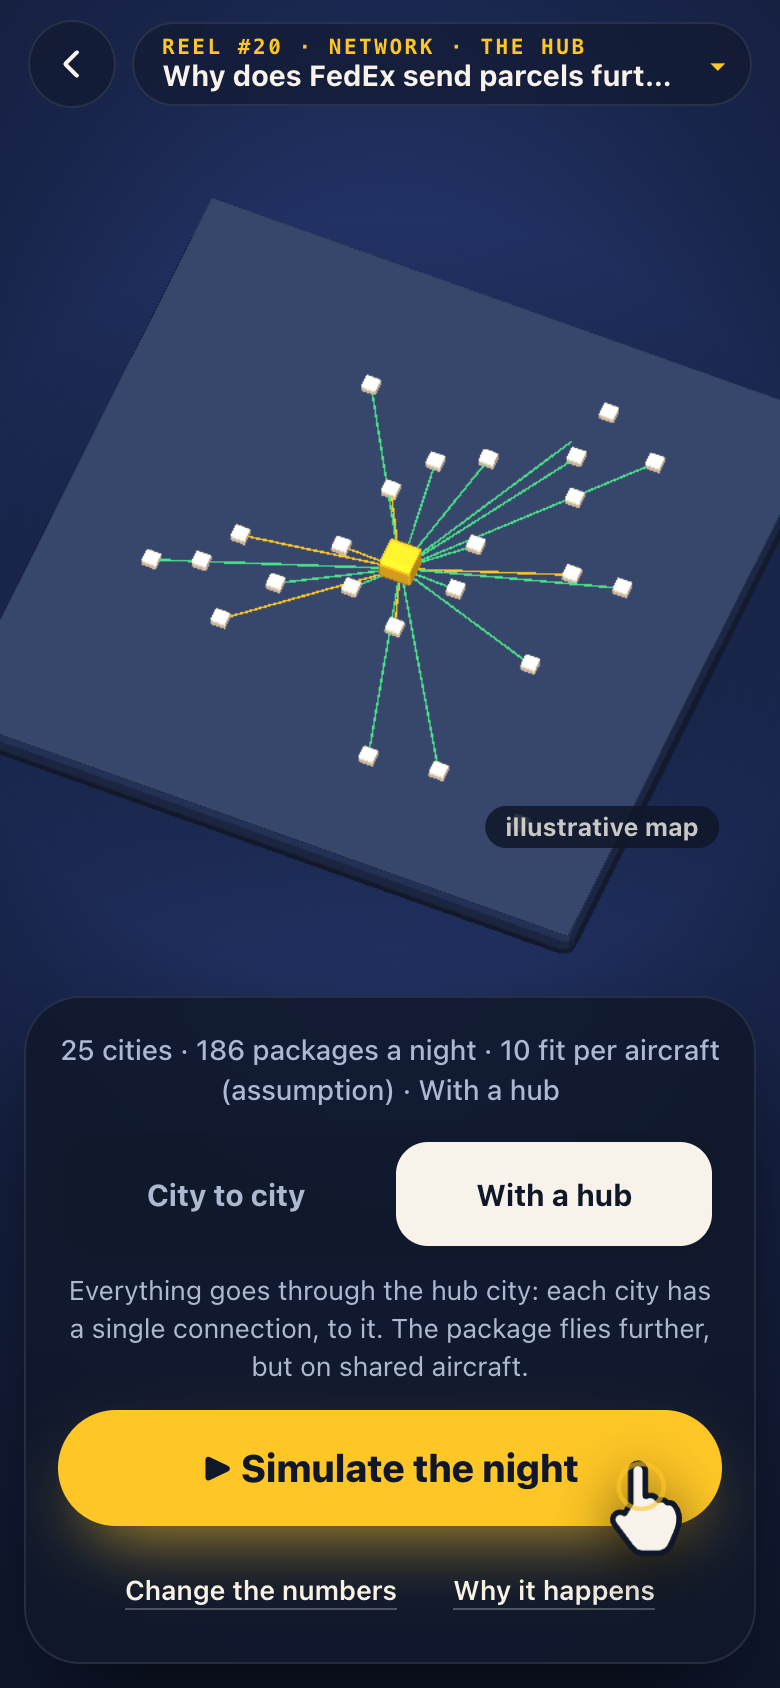 REEL #20 · NETWORK · THE HUB
Why does FedEx send parcels furt...
illustrative map
25 cities · 186 packages a night · 10 fit per aircraft
(assumption) · With a hub
City to city
With a hub
Everything goes through the hub city: each city has
a single connection, to it. The package flies further,
but on shared aircraft.
Simulate the night
Change the numbers
Why it happens